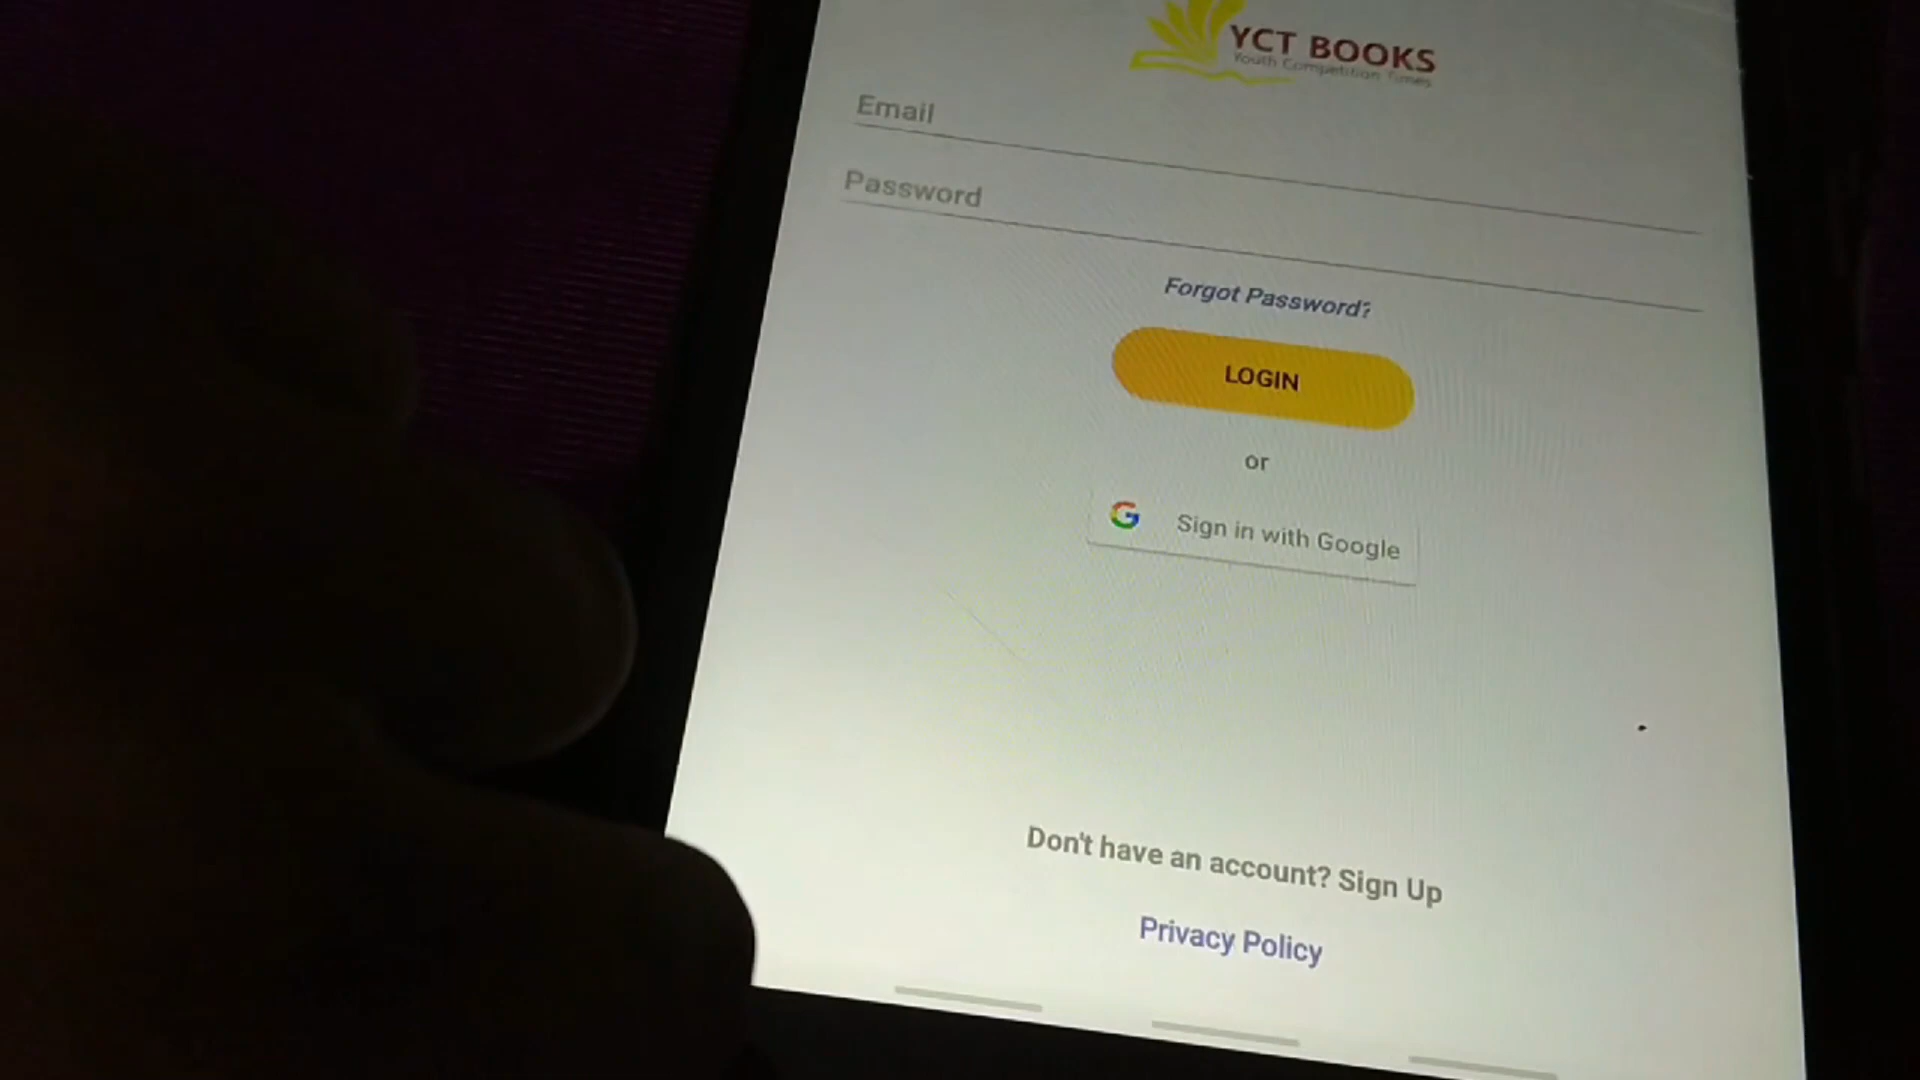 YCT BOOKS
Youth Competition Times
Email
Password
Forgot Password?
LOGIN
or
Sign in with Google
Don't have an account? Sign Up
Privacy Policy